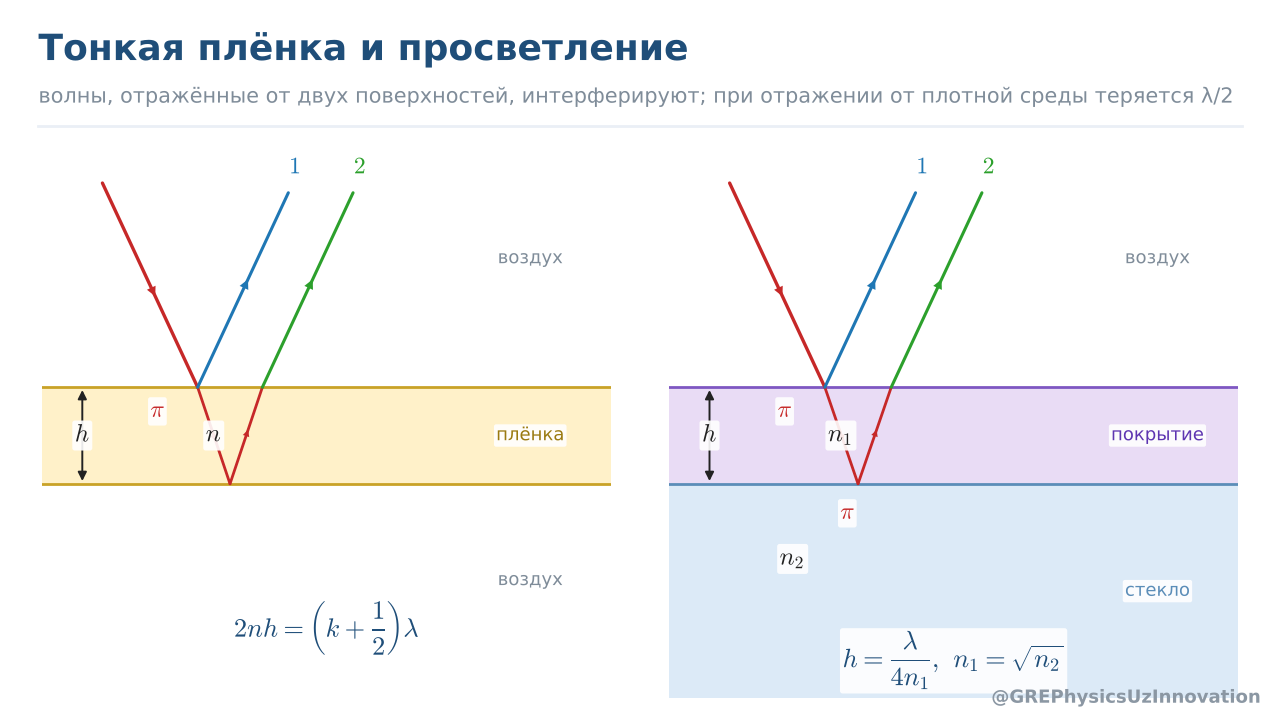 Тонкая плёнка и просветление
волны, отражённые от двух поверхностей, интерферируют; при отражении от плотной среды теряется λ/2
1
2
воздух
π
h
n
плёнка
воздух
2nh = (k + 1/2)λ
1
2
воздух
π
h
n₁
покрытие
π
n₂
стекло
h = λ/4n₁, n₁ = √n₂
@GREPhysicsUzInnovation